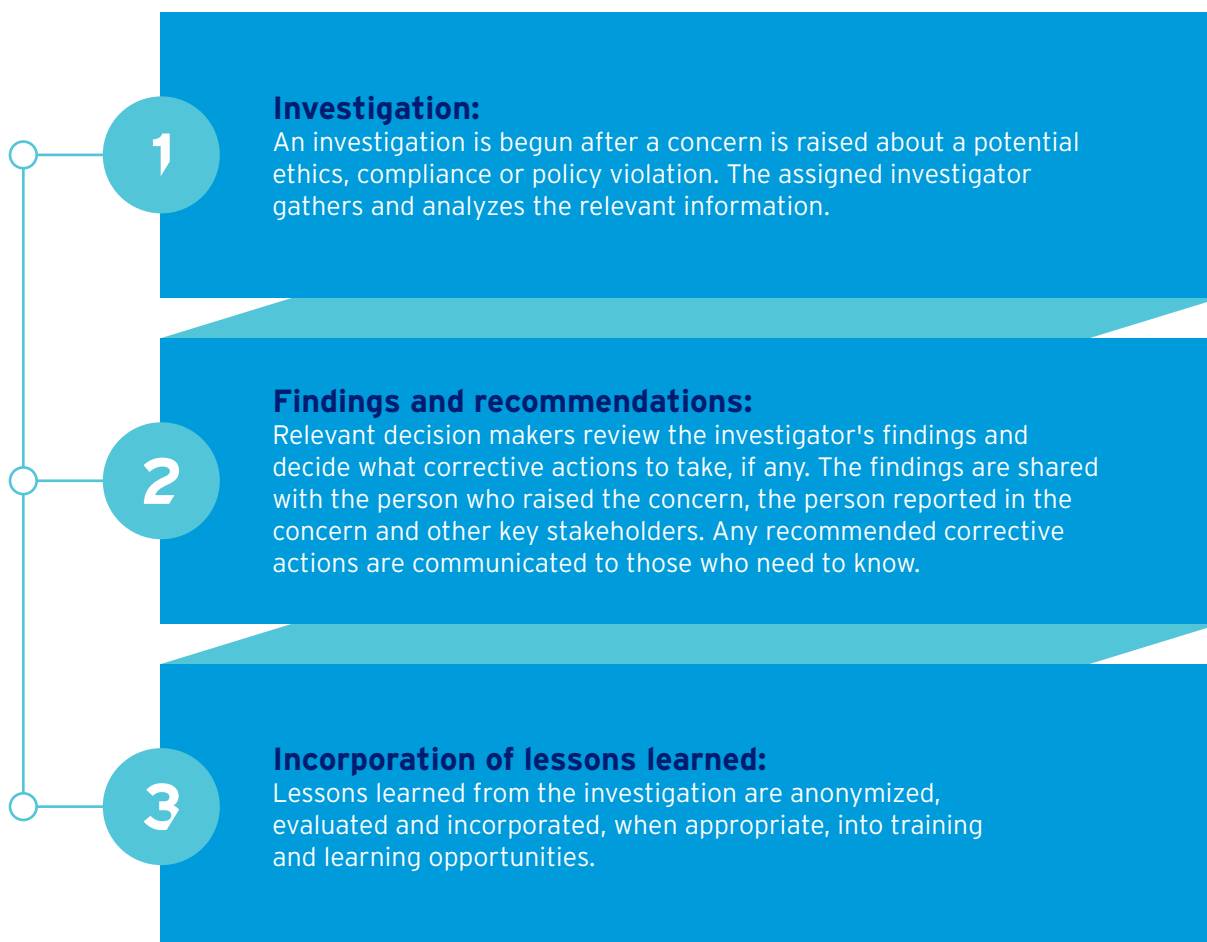 1
Investigation:
An investigation is begun after a concern is raised about a potential
ethics, compliance or policy violation. The assigned investigator
gathers and analyzes the relevant information.
2
Findings and recommendations:
Relevant decision makers review the investigator's findings and
decide what corrective actions to take, if any. The findings are shared
with the person who raised the concern, the person reported in the
concern and other key stakeholders. Any recommended corrective
actions are communicated to those who need to know.
3
Incorporation of lessons learned:
Lessons learned from the investigation are anonymized,
evaluated and incorporated, when appropriate, into training
and learning opportunities.